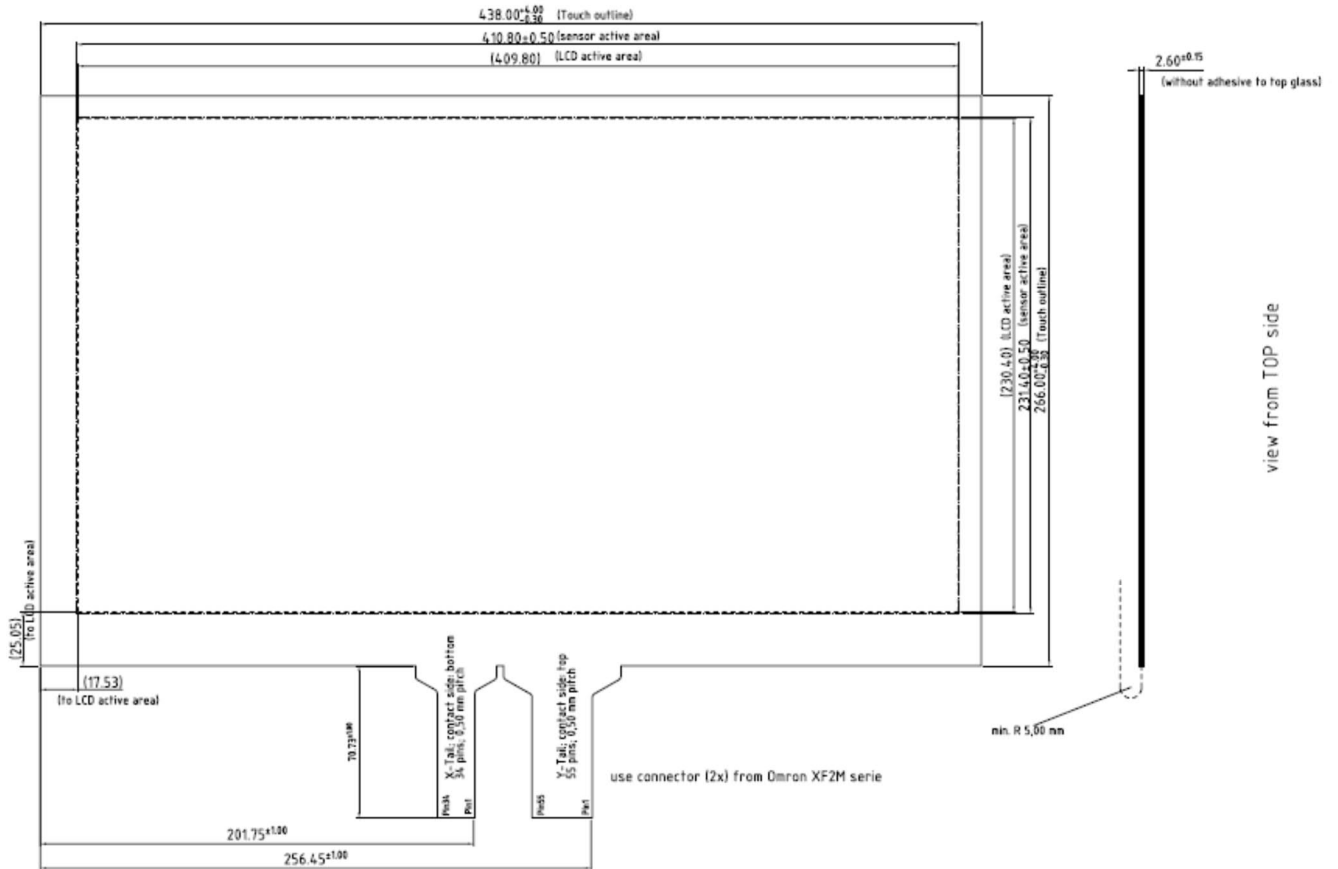 438.00+4.00 -0.30 (Touch outline)
410.80±0.50 (sensor active area)
(409.80) (LCD active area)
2.60±0.15
(without adhesive to top glass)
(230.40) (LCD active area)
231.40±0.50 (sensor active area)
266.00+4.00 -0.30 (Touch outline)
view from TOP side
(25.05)
(to LCD active area)
(17.53)
(to LCD active area)
70.73±1.00
X-Tail; contact side: bottom
34 pins; 0,50 mm pitch
Y-Tail; contact side: top
55 pins; 0,50 mm pitch
Pin34
Pin1
Pin55
Pin1
min. R 5,00 mm
use connector (2x) from Omron XF2M serie
201.75±1.00
256.45±1.00